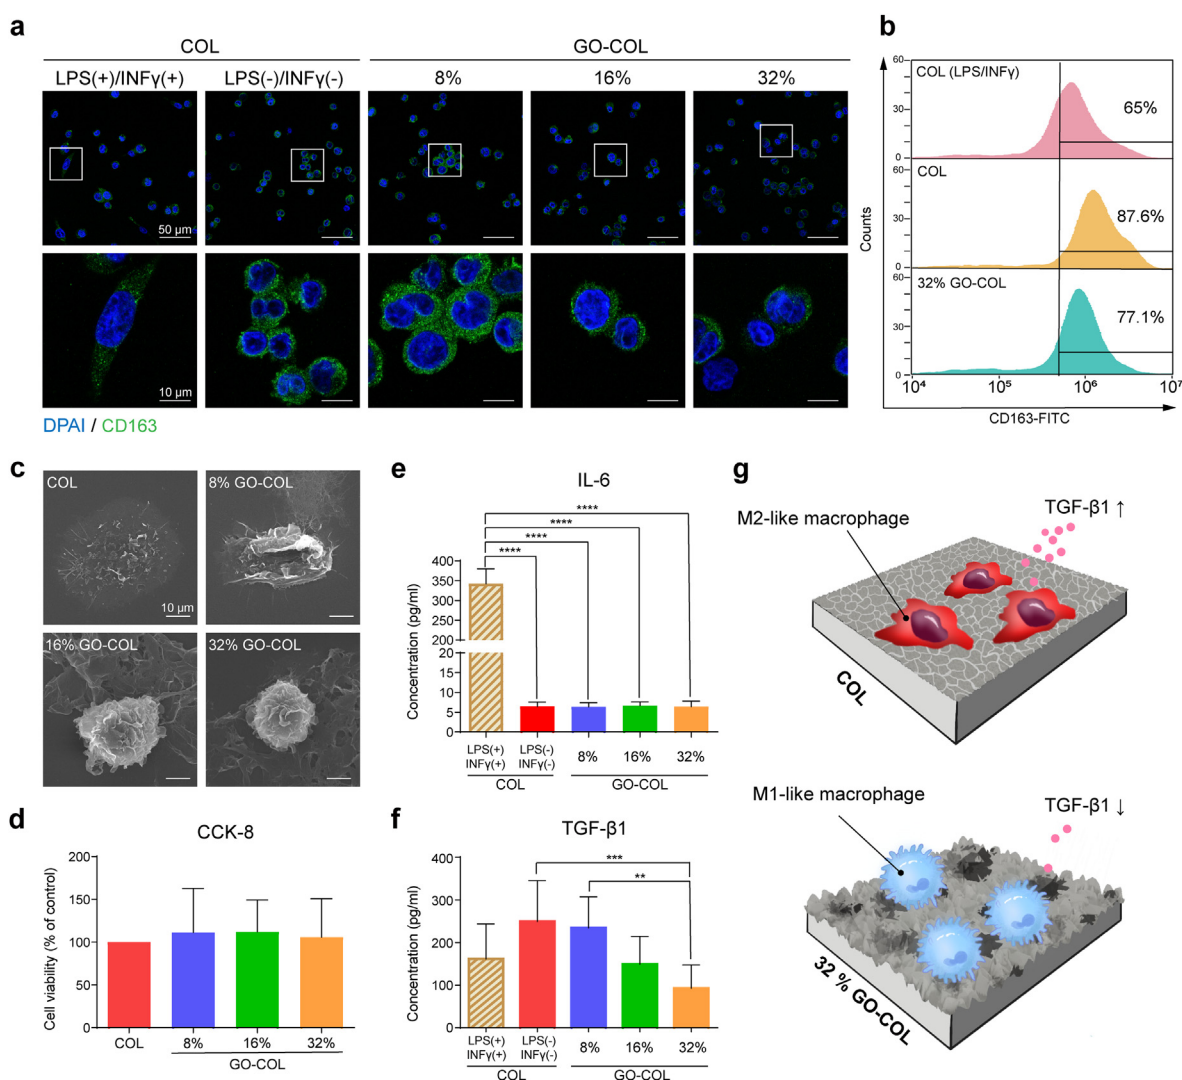 a
COL
GO-COL
LPS(+)/INFγ(+)
LPS(-)/INFγ(-)
8%
16%
32%
50 μm
10 μm
DPAI / CD163
b
60
COL (LPS/INFγ)
65%
30
0
60
COL
87.6%
30
0
60
32% GO-COL
77.1%
30
0
Counts
10⁴
10⁵
10⁶
10⁷
CD163-FITC
c
COL
8% GO-COL
10 μm
16% GO-COL
32% GO-COL
d
CCK-8
Cell viability (% of control)
200
150
100
50
0
COL
8%
16%
32%
GO-COL
e
IL-6
****
****
****
****
Concentration (pg/ml)
400
350
300
250
200
20
15
10
5
0
LPS(+)
INFγ(+)
LPS(-)
INFγ(-)
8%
16%
32%
COL
GO-COL
f
TGF-β1
***
**
Concentration (pg/ml)
400
300
200
100
0
LPS(+)
INFγ(+)
LPS(-)
INFγ(-)
8%
16%
32%
COL
GO-COL
g
TGF-β1 ↑
M2-like macrophage
COL
M1-like macrophage
TGF-β1 ↓
32 % GO-COL